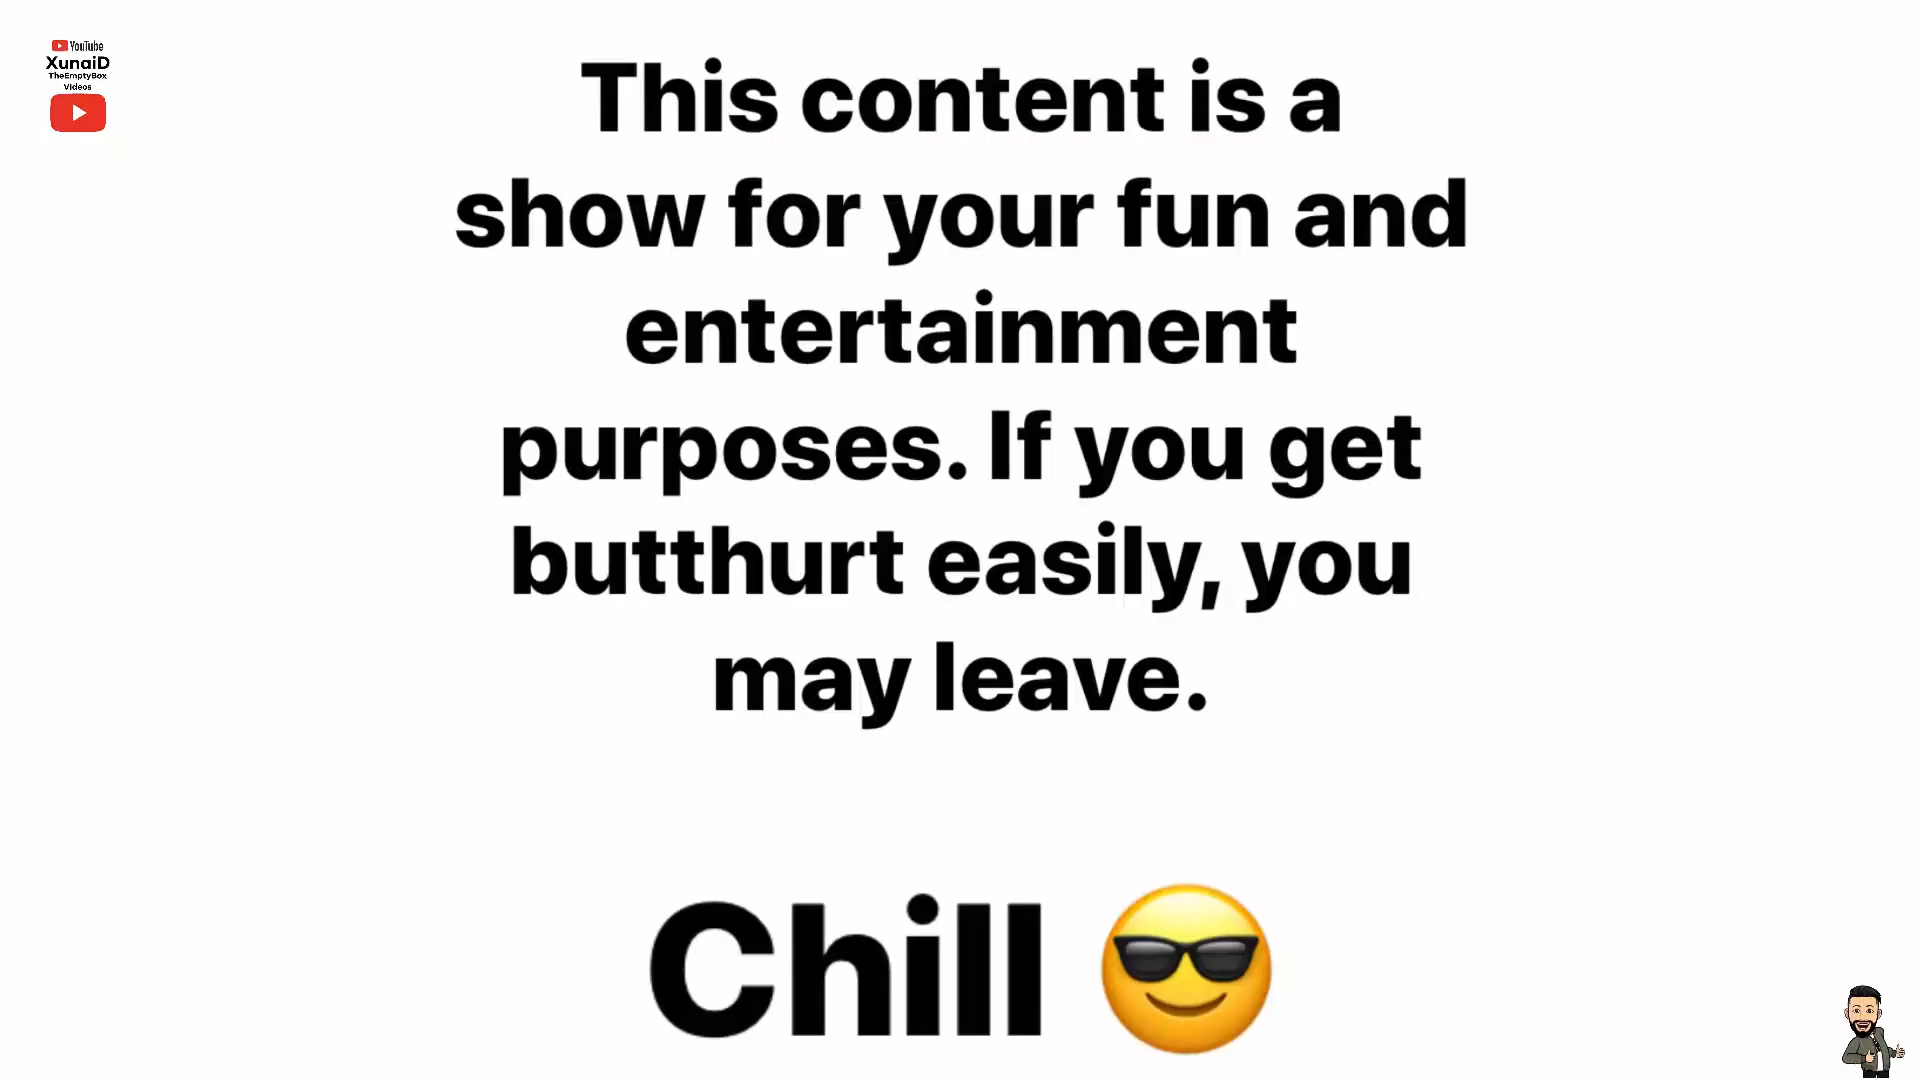 YouTube
XunaiD
TheEmptyBox
Videos
This content is a
show for your fun and
entertainment
purposes. If you get
butthurt easily, you
may leave.
Chill 😎